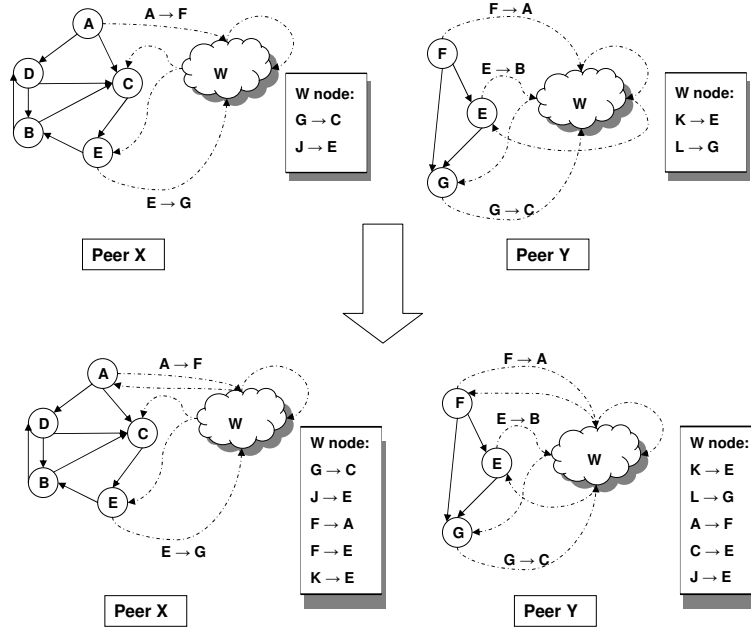 A → F
A
D
C
B
E
W
E → G
W node:
G → C
J → E
Peer X
F → A
F
E → B
E
W
G
G → C
W node:
K → E
L → G
Peer Y
A → F
A
D
C
B
E
W
E → G
W node:
G → C
J → E
F → A
F → E
K → E
Peer X
F → A
F
E → B
E
W
G
G → C
W node:
K → E
L → G
A → F
C → E
J → E
Peer Y